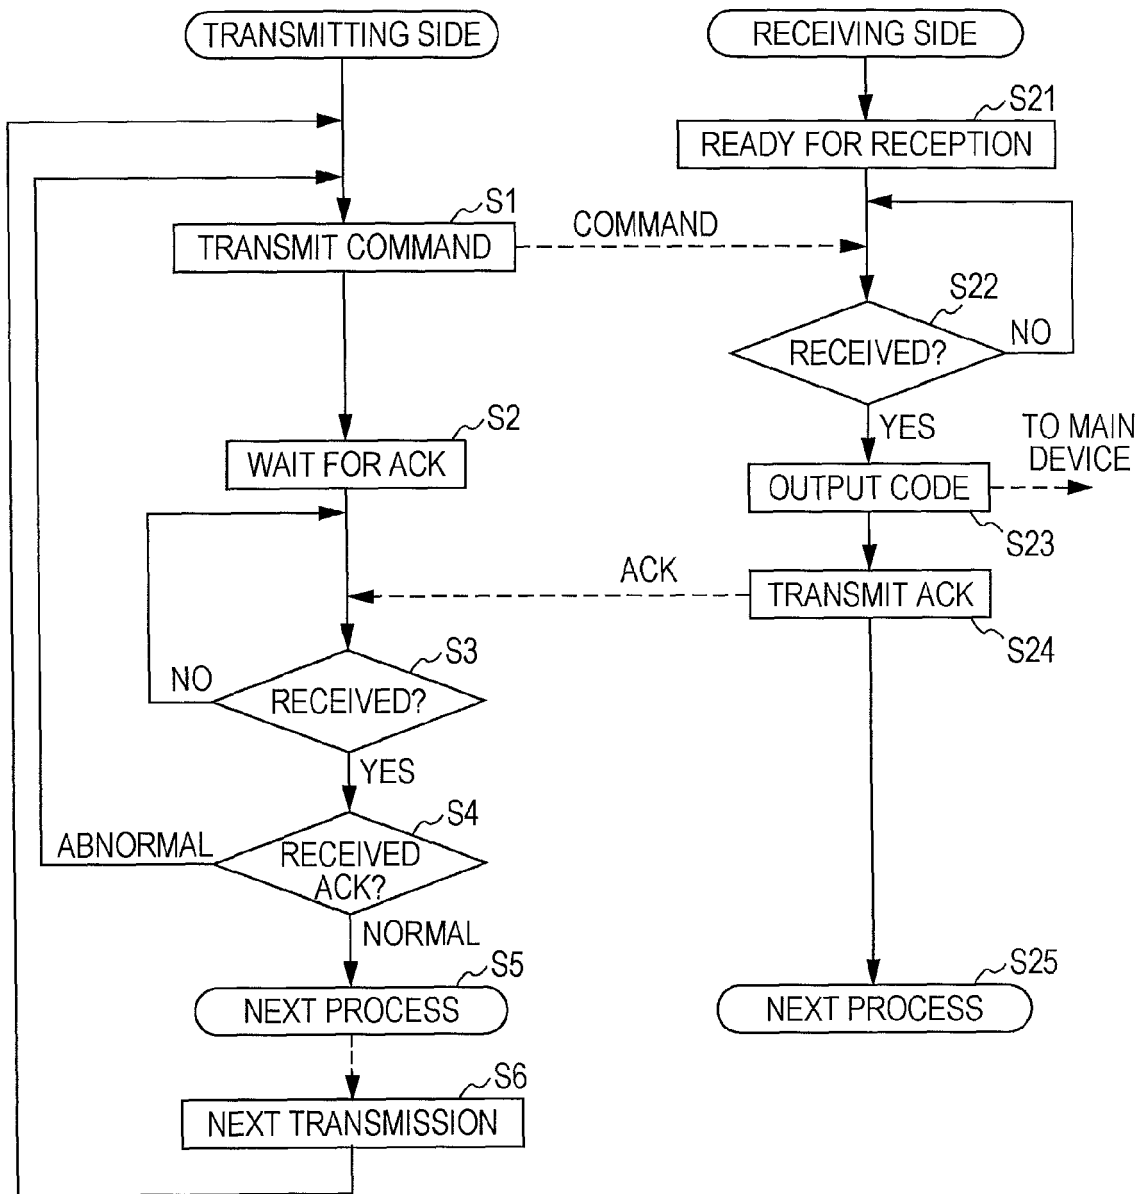 TRANSMITTING SIDE
RECEIVING SIDE
S21
READY FOR RECEPTION
S1
TRANSMIT COMMAND
COMMAND
S22
RECEIVED?
NO
YES
S2
WAIT FOR ACK
TO MAIN
DEVICE
OUTPUT CODE
S23
ACK
TRANSMIT ACK
S24
S3
NO
RECEIVED?
YES
S4
ABNORMAL
RECEIVED
ACK?
NORMAL
S5
NEXT PROCESS
S25
NEXT PROCESS
S6
NEXT TRANSMISSION